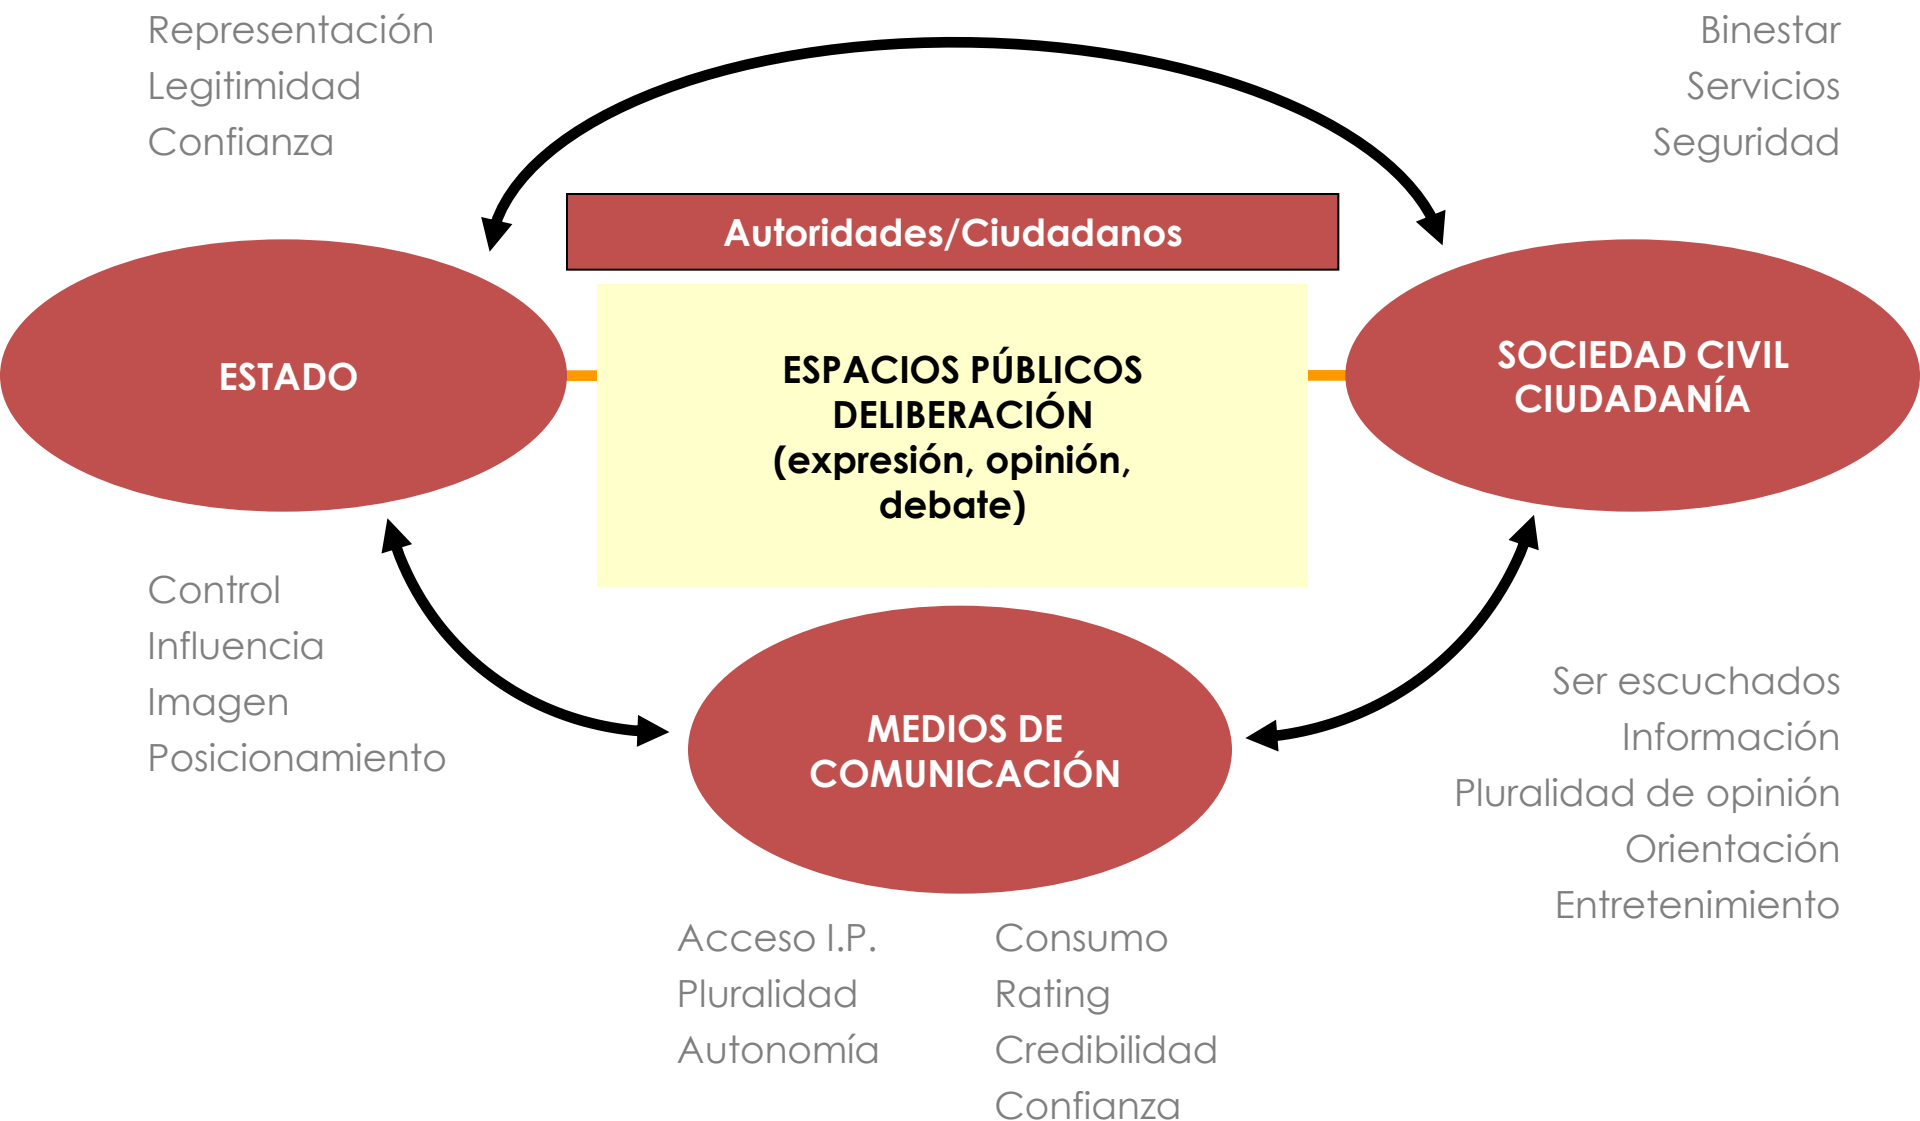 Representación
Legitimidad
Confianza
Binestar
Servicios
Seguridad
Autoridades/Ciudadanos
ESTADO
ESPACIOS PÚBLICOS
DELIBERACIÓN
(expresión, opinión,
debate)
SOCIEDAD CIVIL
CIUDADANÍA
Control
Influencia
Imagen
Posicionamiento
MEDIOS DE
COMUNICACIÓN
Ser escuchados
Información
Pluralidad de opinión
Orientación
Entretenimiento
Acceso I.P.
Pluralidad
Autonomía
Consumo
Rating
Credibilidad
Confianza